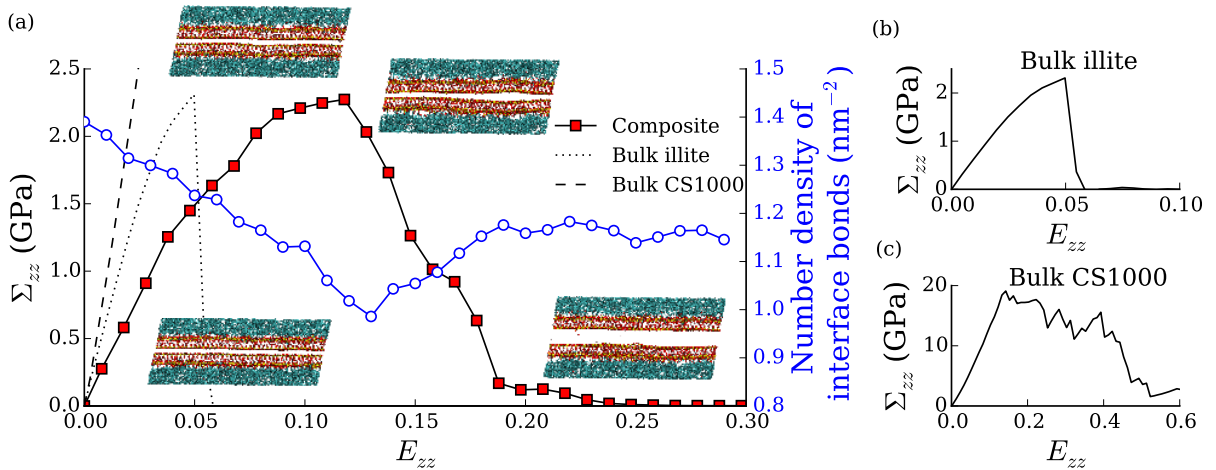 (a)
2.5
2.0
1.5
1.0
0.5
0.0
Σzz (GPa)
0.00
0.05
0.10
0.15
0.20
0.25
0.30
Ezz
Composite
Bulk illite
Bulk CS1000
1.5
1.4
1.3
1.2
1.1
1.0
0.9
0.8
Number density of
interface bonds (nm⁻²)
(b)
Bulk illite
2
1
0
Σzz (GPa)
0.00
0.05
0.10
Ezz
(c)
Bulk CS1000
20
10
0
Σzz (GPa)
0.0
0.2
0.4
0.6
Ezz